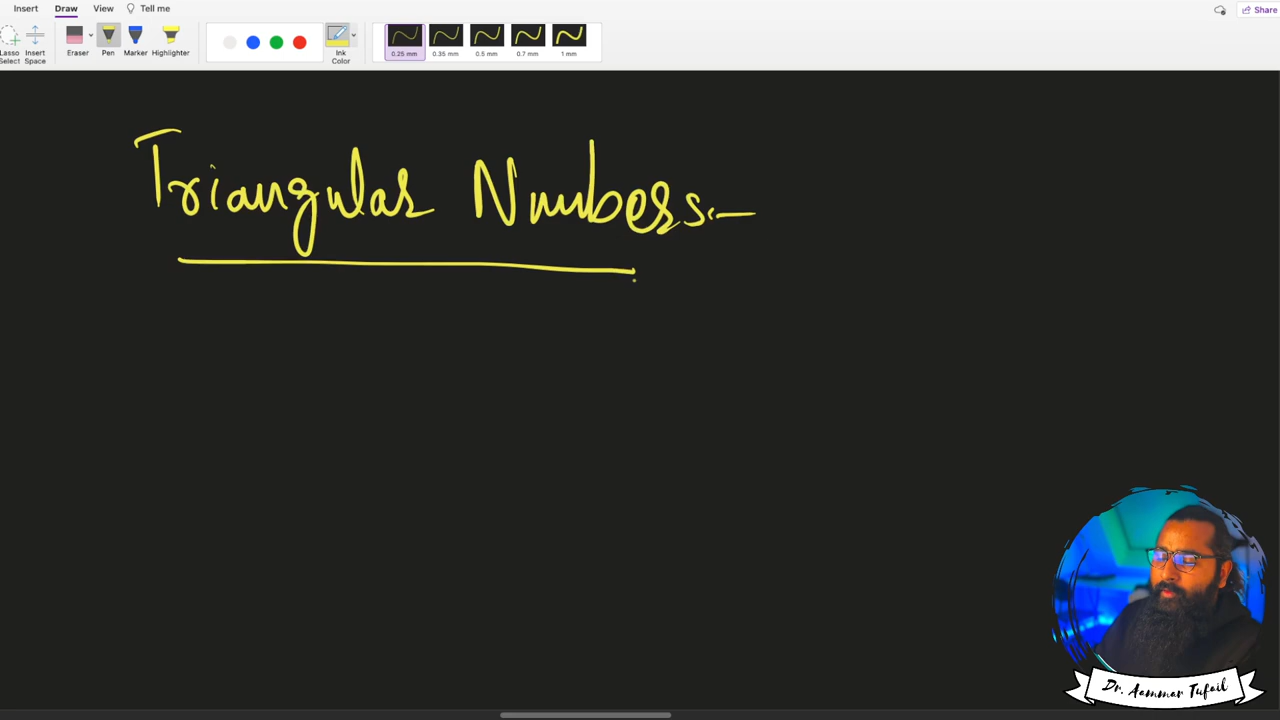 Insert Draw View Tell me Share
Lasso Select Insert Space Eraser Pen Marker Highlighter Ink Color 0.25 mm 0.35 mm 0.5 mm 0.7 mm 1 mm
Triangular Numbers:-
Dr. Aammar Tufail